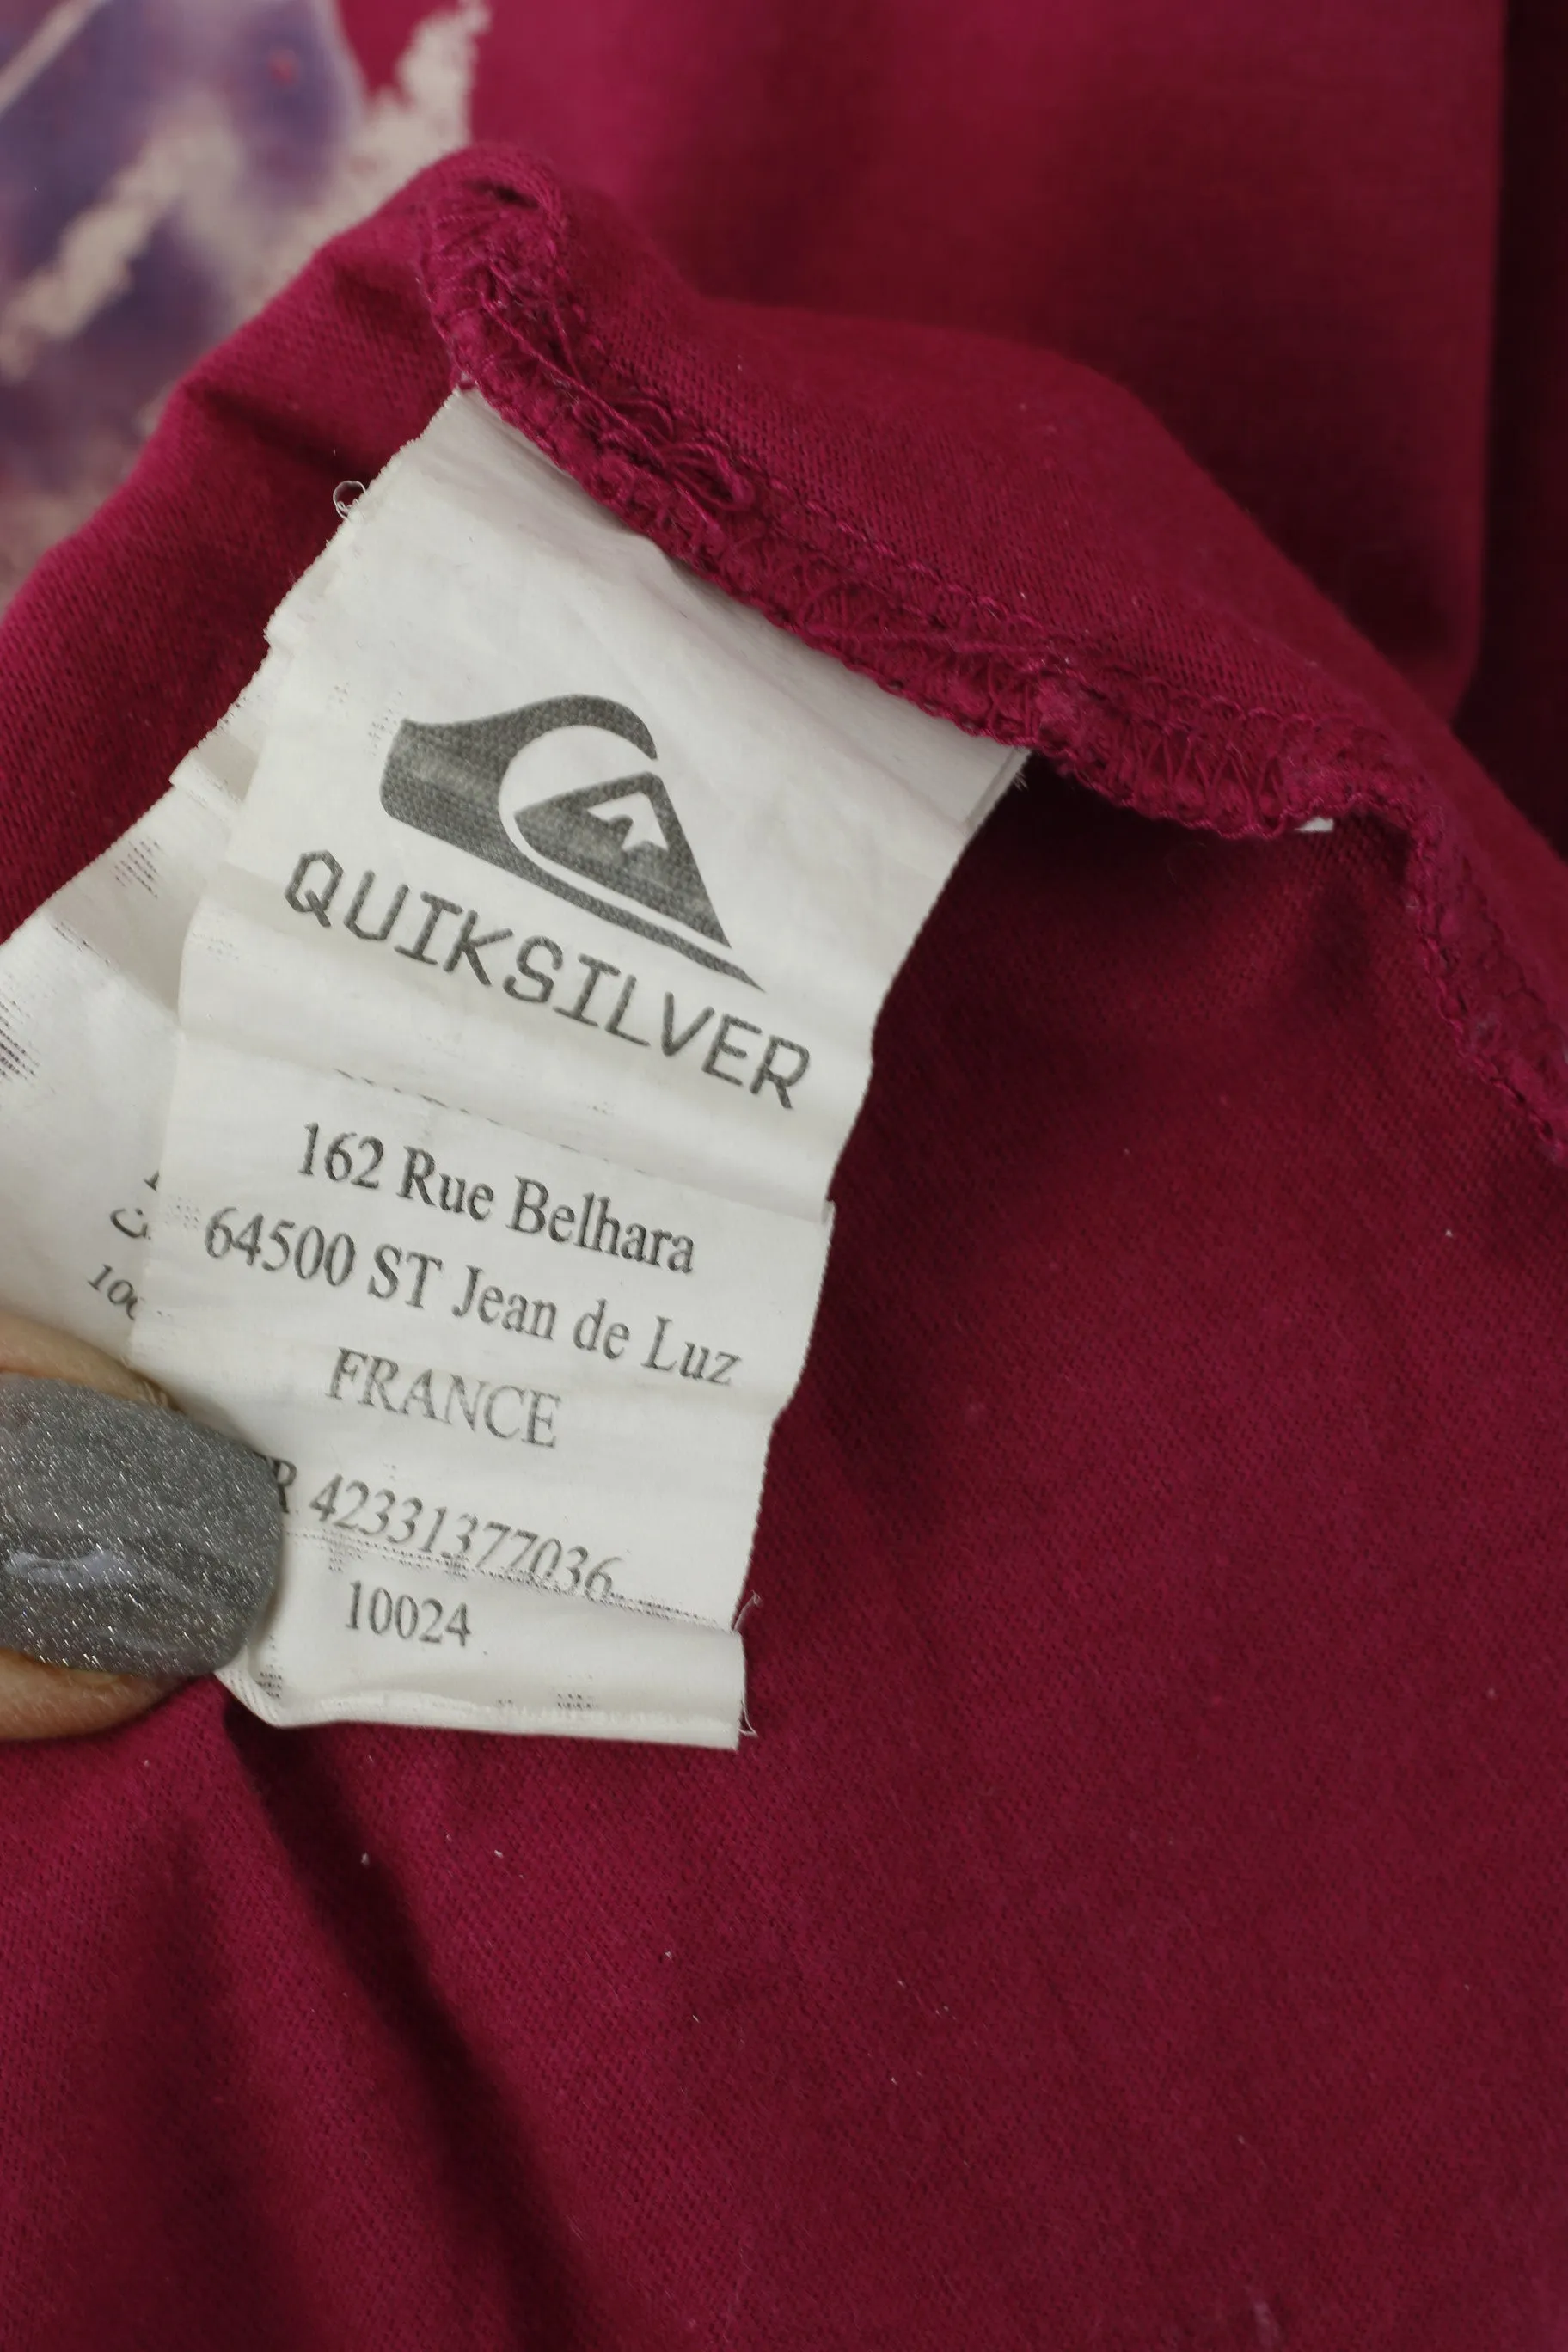 QUIKSILVER
162 Rue Belhara
64500 ST Jean de Luz
FRANCE
R 42331377036
10024